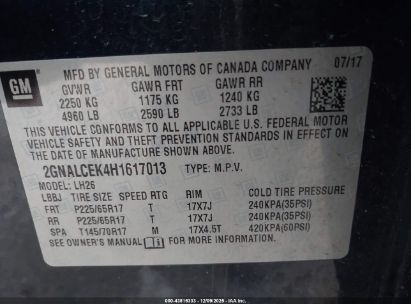 GM
MFD BY GENERAL MOTORS OF CANADA COMPANY 07/17
GVWR GAWR FRT GAWR RR
2250 KG 1175 KG 1240 KG
4960 LB 2590 LB 2733 LB
THIS VEHICLE CONFORMS TO ALL APPLICABLE U.S. FEDERAL MOTOR
VEHICLE SAFETY, BUMPER, AND THEFT PREVENTION STANDARDS IN
EFFECT ON THE DATE OF MANUFACTURE SHOWN ABOVE.
2GNALCEK4H1617013 TYPE: M.P.V.
MODEL: LH26
LBBJ TIRE SIZE SPEED RTG RIM COLD TIRE PRESSURE
FRT P225/65R17 T 17X7J 240KPA(35PSI)
RR P225/65R17 T 17X7J 240KPA(35PSI)
SPA T145/70R17 M 17X4.5T 420KPA(60PSI)
SEE OWNER'S MANUAL FOR MORE INFORMATION